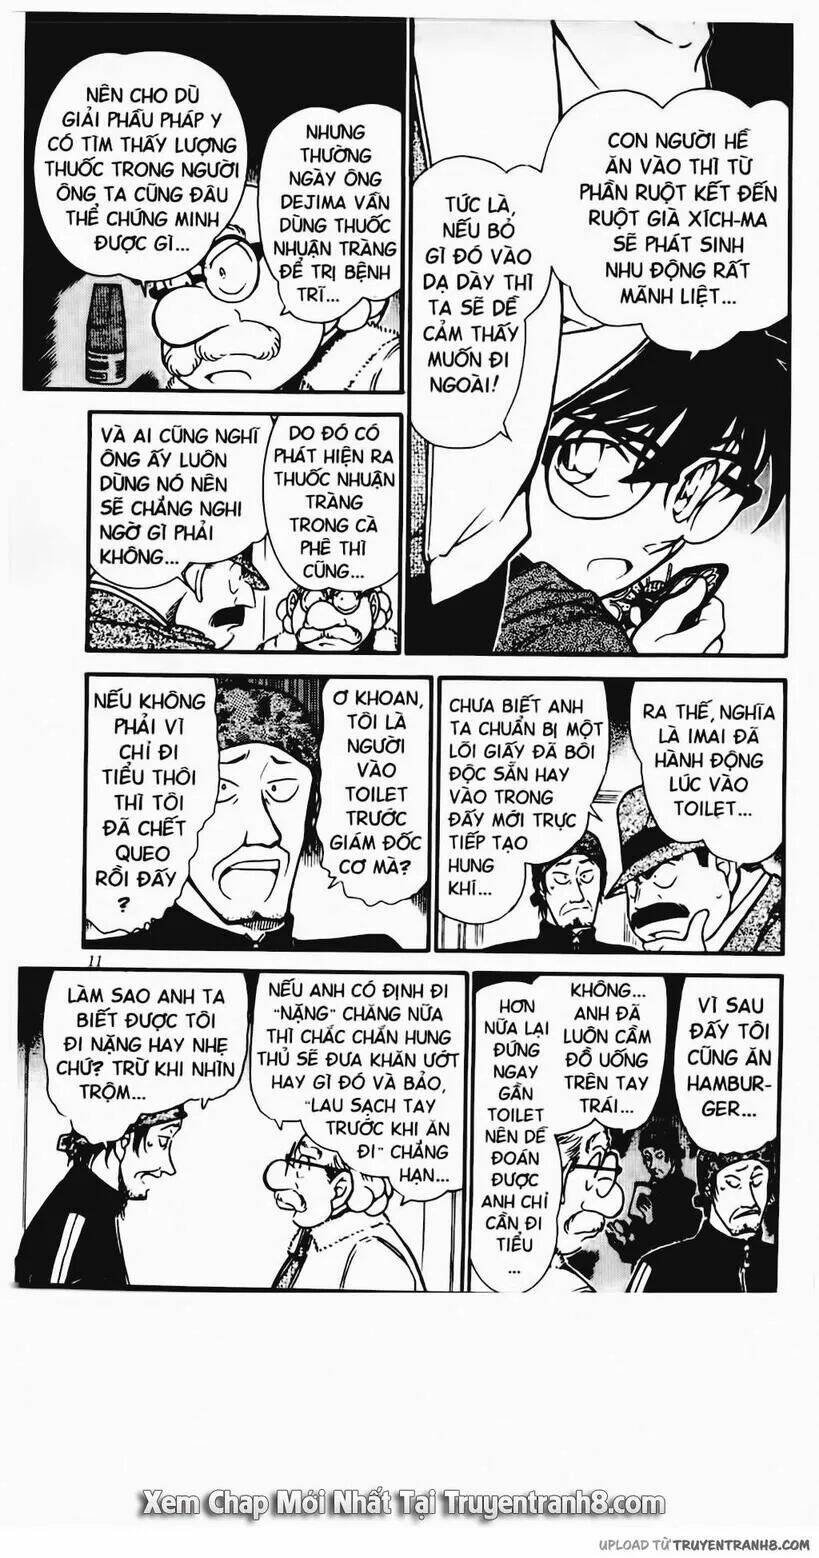 CON NGƯỜI HỄ
ĂN VÀO THÌ TỪ
PHẦN RUỘT KẾT ĐẾN
RUỘT GIÀ XÍCH-MA
SẼ PHÁT SINH
NHU ĐỘNG RẤT
MÃNH LIỆT...
TỨC LÀ,
NẾU BỎ
GÌ ĐÓ VÀO
DẠ DÀY THÌ
TA SẼ DỄ
CẢM THẤY
MUỐN ĐI
NGOÀI!
NHƯNG
THƯỜNG
NGÀY ÔNG
DEJIMA VẪN
DÙNG THUỐC
NHUẬN TRÀNG
ĐỂ TRỊ BỆNH
TRĨ...
NÊN CHO DÙ
GIẢI PHẪU PHÁP Y
CÓ TÌM THẤY LƯỢNG
THUỐC TRONG NGƯỜI
ÔNG TA CŨNG ĐÂU
THỂ CHỨNG MINH
ĐƯỢC GÌ...
DO ĐÓ CÓ
PHÁT HIỆN RA
THUỐC NHUẬN
TRÀNG
TRONG CÀ
PHÊ THÌ
CŨNG...
VÀ AI CŨNG NGHĨ
ÔNG ẤY LUÔN
DÙNG NÓ NÊN
SẼ CHẲNG NGHI
NGỜ GÌ PHẢI
KHÔNG...
RA THẾ, NGHĨA
LÀ IMAI ĐÃ
HÀNH ĐỘNG
LÚC VÀO
TOILET...
CHƯA BIẾT ANH
TA CHUẨN BỊ MỘT
LÕI GIẤY ĐÃ BÔI
ĐỘC SẴN HAY
VÀO TRONG
ĐẤY MỚI TRỰC
TIẾP TẠO
HUNG
KHÍ...
Ơ KHOAN,
TÔI LÀ
NGƯỜI
VÀO
TOILET
TRƯỚC
GIÁM ĐỐC
CƠ MÀ?
NẾU KHÔNG
PHẢI VÌ
CHỈ ĐI
TIỂU THÔI
THÌ TÔI
ĐÃ CHẾT
QUEO
RỒI ĐẤY
?
11
VÌ SAU
ĐẤY TÔI
CŨNG ĂN
HAMBUR-
GER...
KHÔNG...
ANH ĐÃ
LUÔN CẦM
ĐỒ UỐNG
TRÊN TAY
TRÁI...
HƠN
NỮA LẠI
ĐỨNG
NGAY
GẦN
TOILET
NÊN DỄ
ĐOÁN
ĐƯỢC
ANH CHỈ
CẦN ĐI
TIỂU
...
NẾU ANH CÓ ĐỊNH ĐI
"NẶNG" CHĂNG NỮA
THÌ CHẮC CHẮN HUNG
THỦ SẼ ĐƯA KHĂN ƯỚT
HAY GÌ ĐÓ VÀ BẢO,
"LAU SẠCH TAY
TRƯỚC KHI ĂN
ĐI" CHẲNG
HẠN...
LÀM SAO ANH TA
BIẾT ĐƯỢC TÔI
ĐI NẶNG HAY NHẸ
CHỨ? TRỪ KHI NHÌN
TRỘM...
Xem Chap Mới Nhất Tại Truyentranh8.com
UPLOAD TỪ TRUYENTRANH8.COM